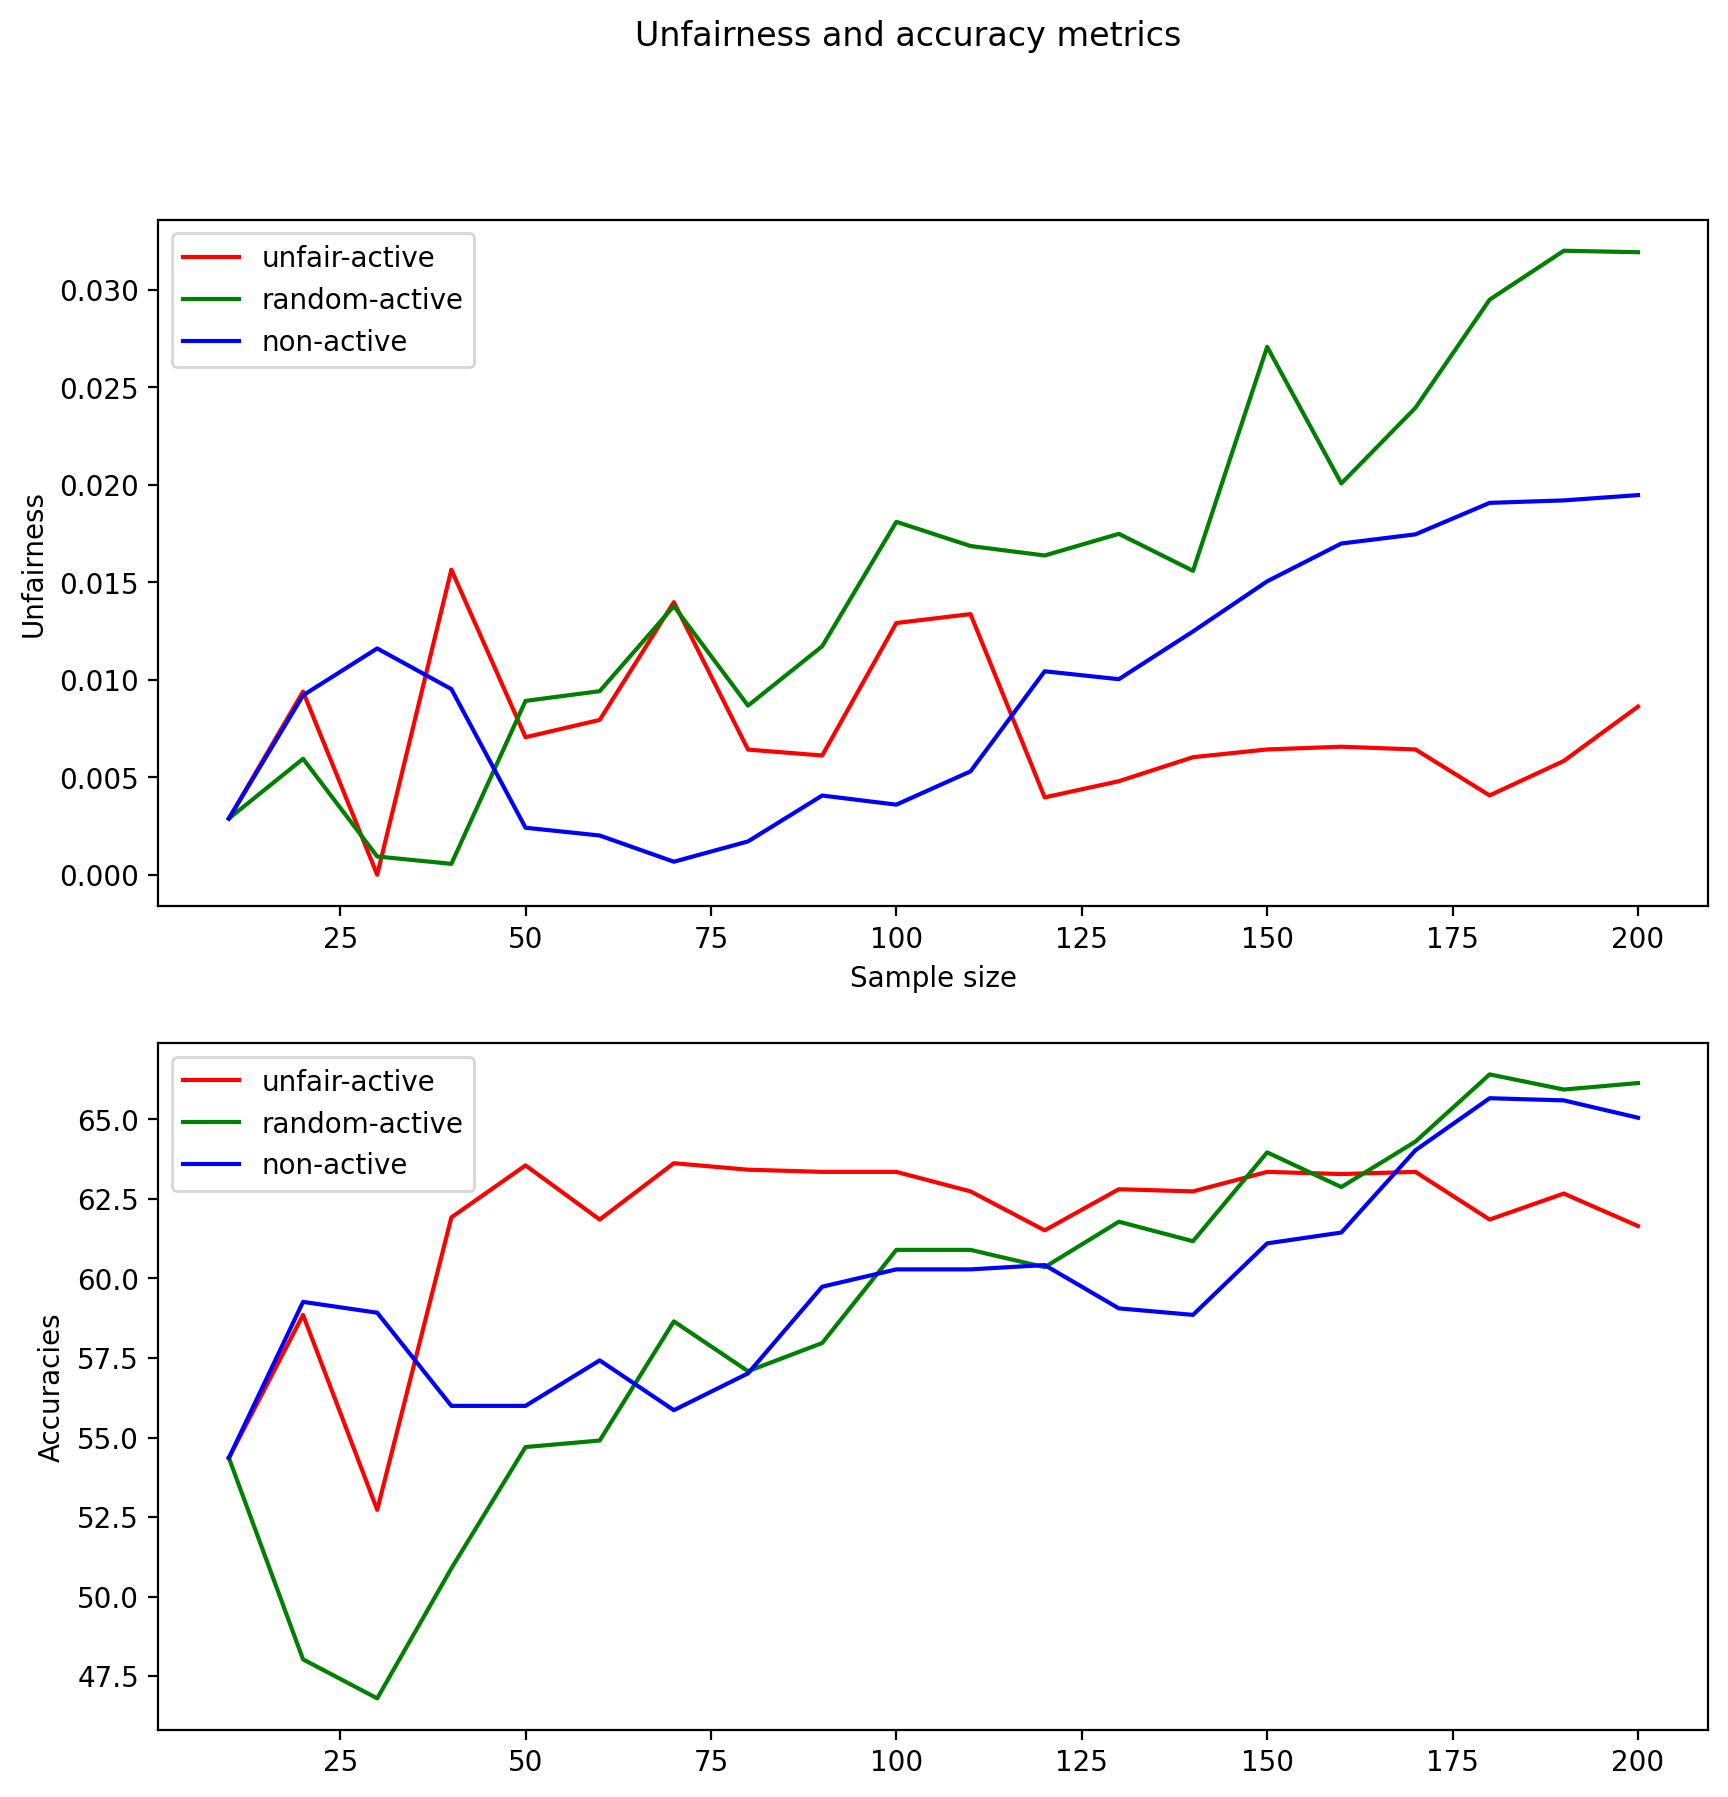 Unfairness and accuracy metrics
unfair-active
random-active
non-active
0.030
0.025
0.020
0.015
0.010
0.005
0.000
Unfairness
25 50 75 100 125 150 175 200
Sample size
unfair-active
random-active
non-active
65.0
62.5
60.0
57.5
55.0
52.5
50.0
47.5
Accuracies
25 50 75 100 125 150 175 200